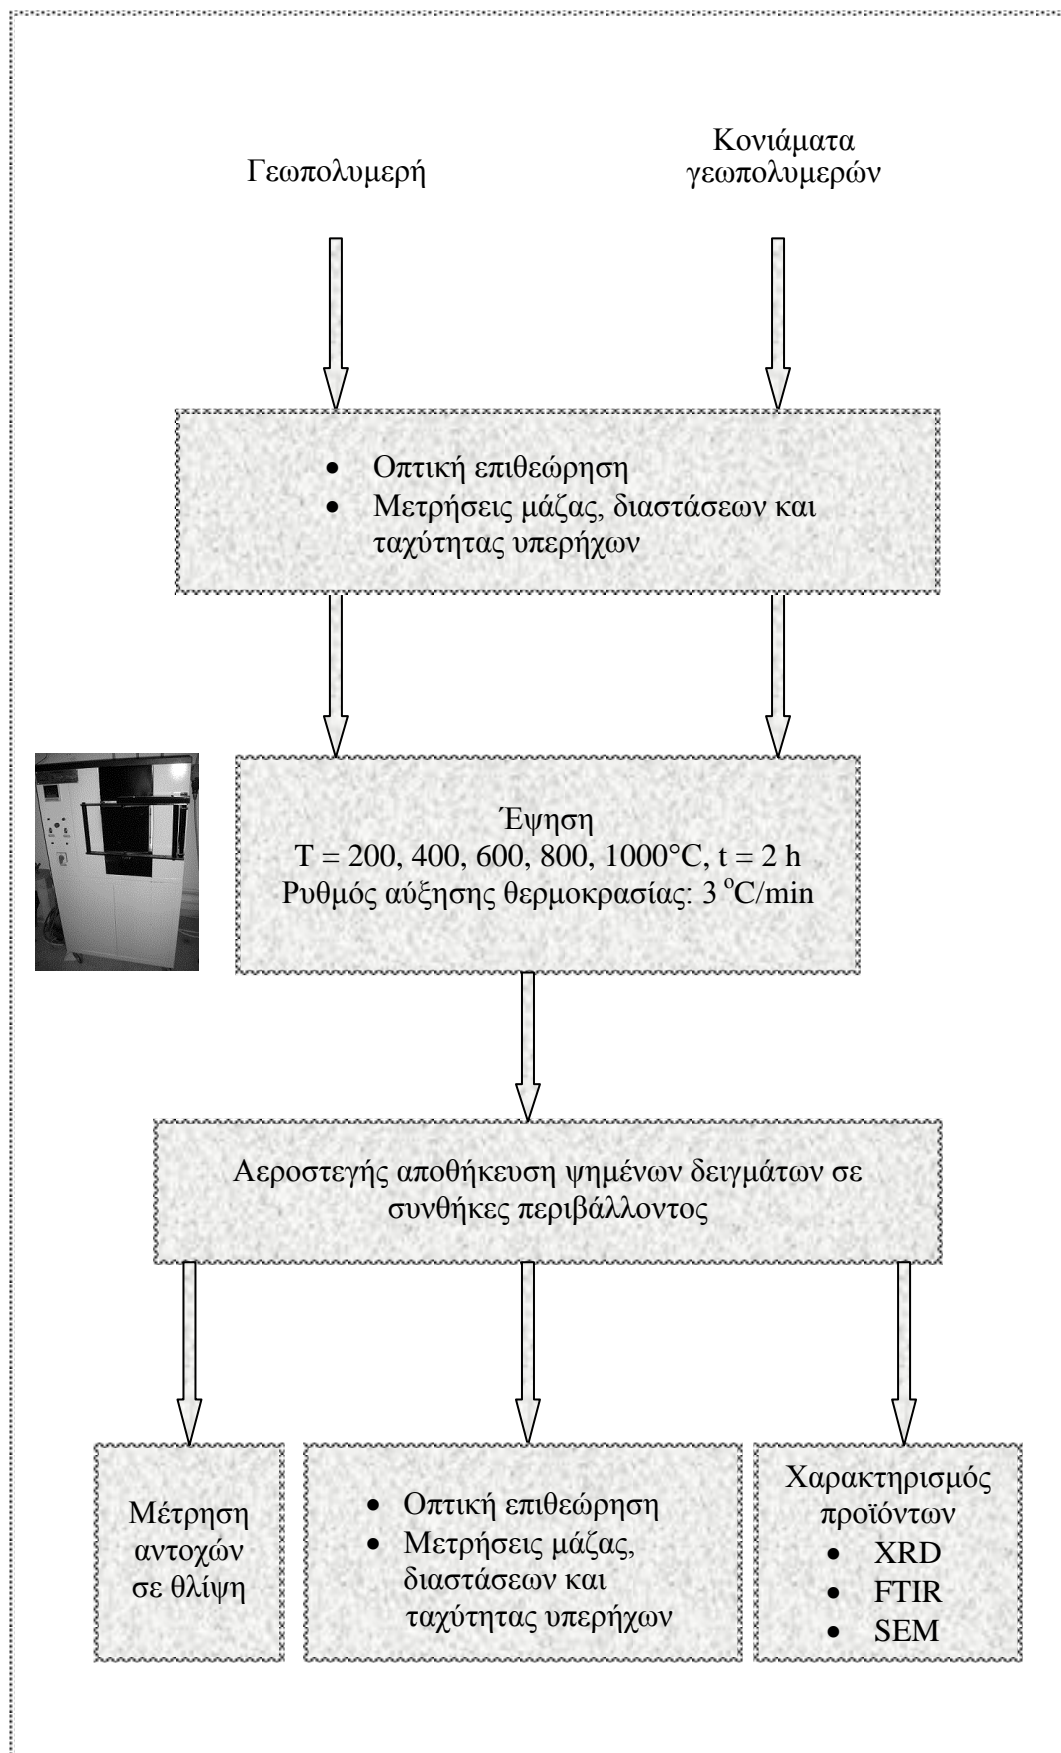 Γεωπολυμερή
Κονιάματα
γεωπολυμερών
• Οπτική επιθεώρηση
• Μετρήσεις μάζας, διαστάσεων και
ταχύτητας υπερήχων
Έψηση
T = 200, 400, 600, 800, 1000°C, t = 2 h
Ρυθμός αύξησης θερμοκρασίας: 3 °C/min
Αεροστεγής αποθήκευση ψημένων δειγμάτων σε
συνθήκες περιβάλλοντος
Μέτρηση
αντοχών
σε θλίψη
• Οπτική επιθεώρηση
• Μετρήσεις μάζας,
διαστάσεων και
ταχύτητας υπερήχων
Χαρακτηρισμός
προϊόντων
• XRD
• FTIR
• SEM